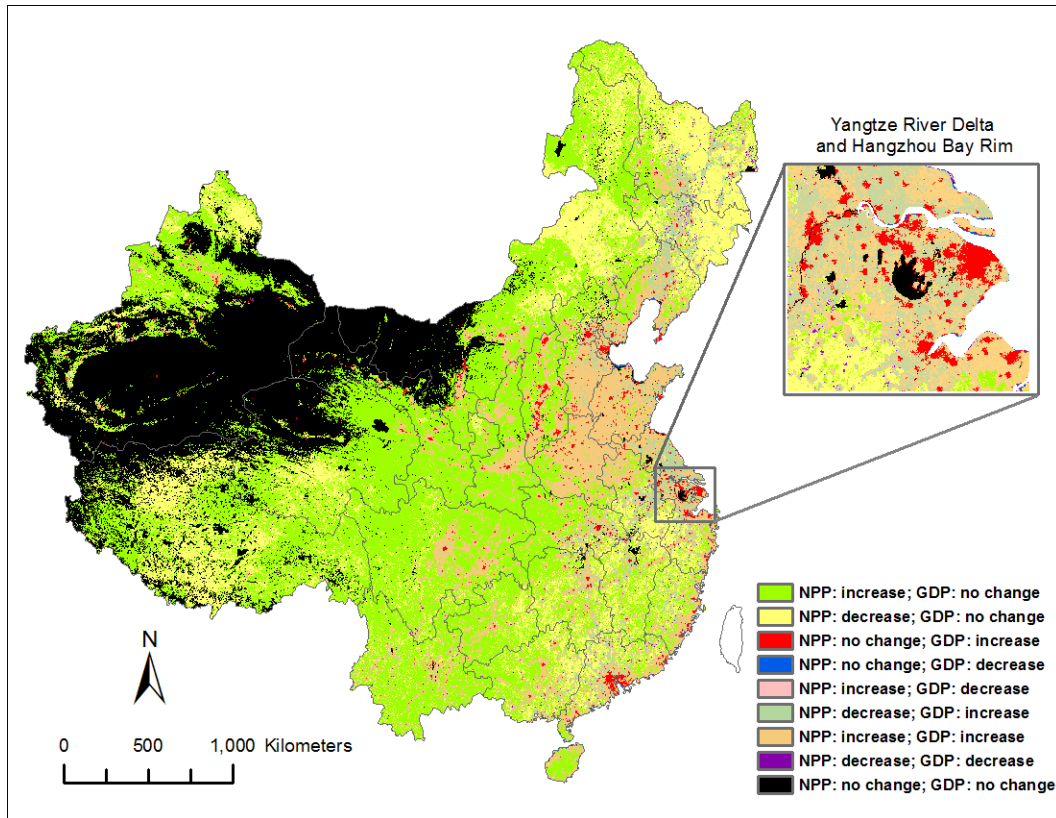 Yangtze River Delta
and Hangzhou Bay Rim
N
0 500 1,000 Kilometers
NPP: increase; GDP: no change
NPP: decrease; GDP: no change
NPP: no change; GDP: increase
NPP: no change; GDP: decrease
NPP: increase; GDP: decrease
NPP: decrease; GDP: increase
NPP: increase; GDP: increase
NPP: decrease; GDP: decrease
NPP: no change; GDP: no change